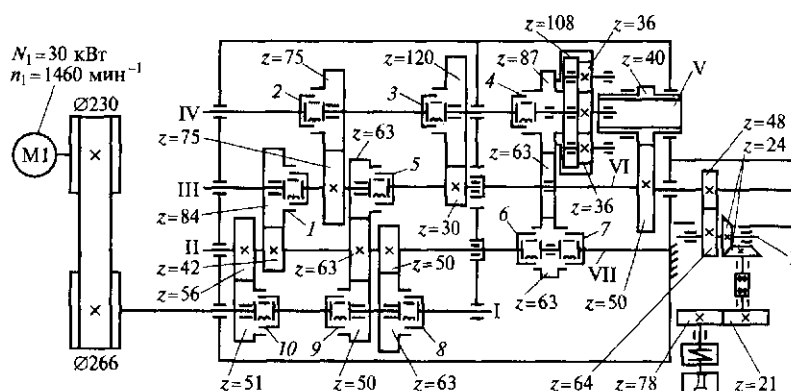 z=108
z=36
N₁=30 кВт
n₁=1460 мин⁻¹
z=75
z=120
z=87
z=40
V
Ø230
2
3
4
IV
z=63
z=48
М1
z=75
z=63
z=24
5
VI
III
z=84
1
z=30
z=36
6
7
II
z=42
z=63
z=50
VII
z=56
z=63
z=50
I
10
9
8
Ø266
z=51
z=50
z=63
z=78
z=64
z=21